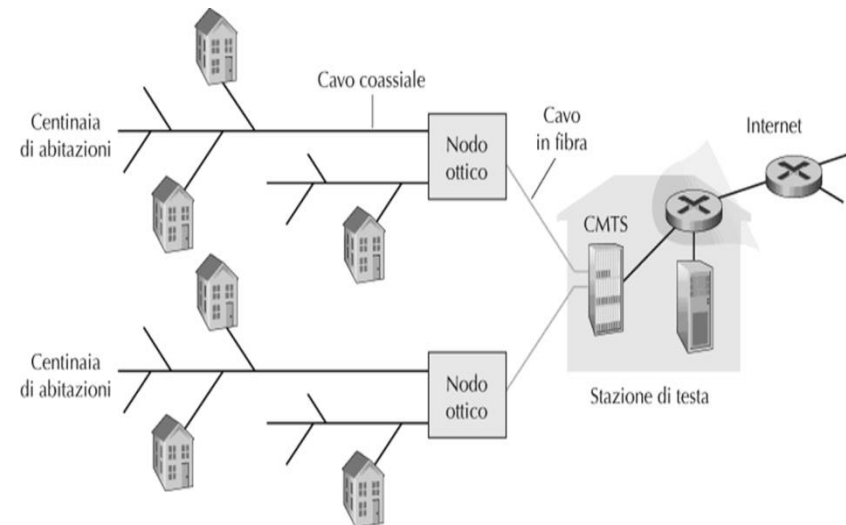 Cavo coassiale
Centinaia
di abitazioni
Nodo
ottico
Cavo
in fibra
Internet
CMTS
Centinaia
di abitazioni
Nodo
ottico
Stazione di testa